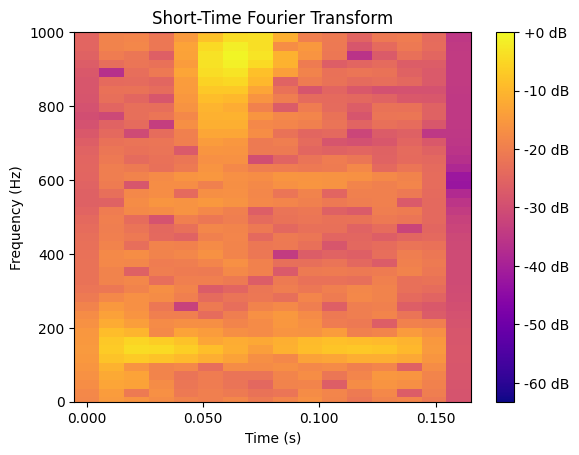 Short-Time Fourier Transform
Frequency (Hz)
1000
800
600
400
200
0
0.000
0.050
0.100
0.150
Time (s)
+0 dB
-10 dB
-20 dB
-30 dB
-40 dB
-50 dB
-60 dB